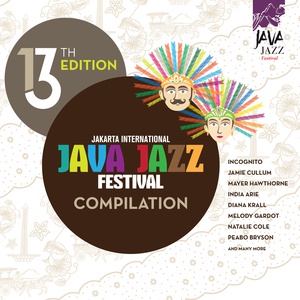 13TH
EDITION
JAVA
JAZZ
Festival
JAKARTA INTERNATIONAL
JAVA JAZZ
FESTIVAL
COMPILATION
INCOGNITO
JAMIE CULLUM
MAYER HAWTHORNE
INDIA ARIE
DIANA KRALL
MELODY GARDOT
NATALIE COLE
PEABO BRYSON
AND MANY MORE